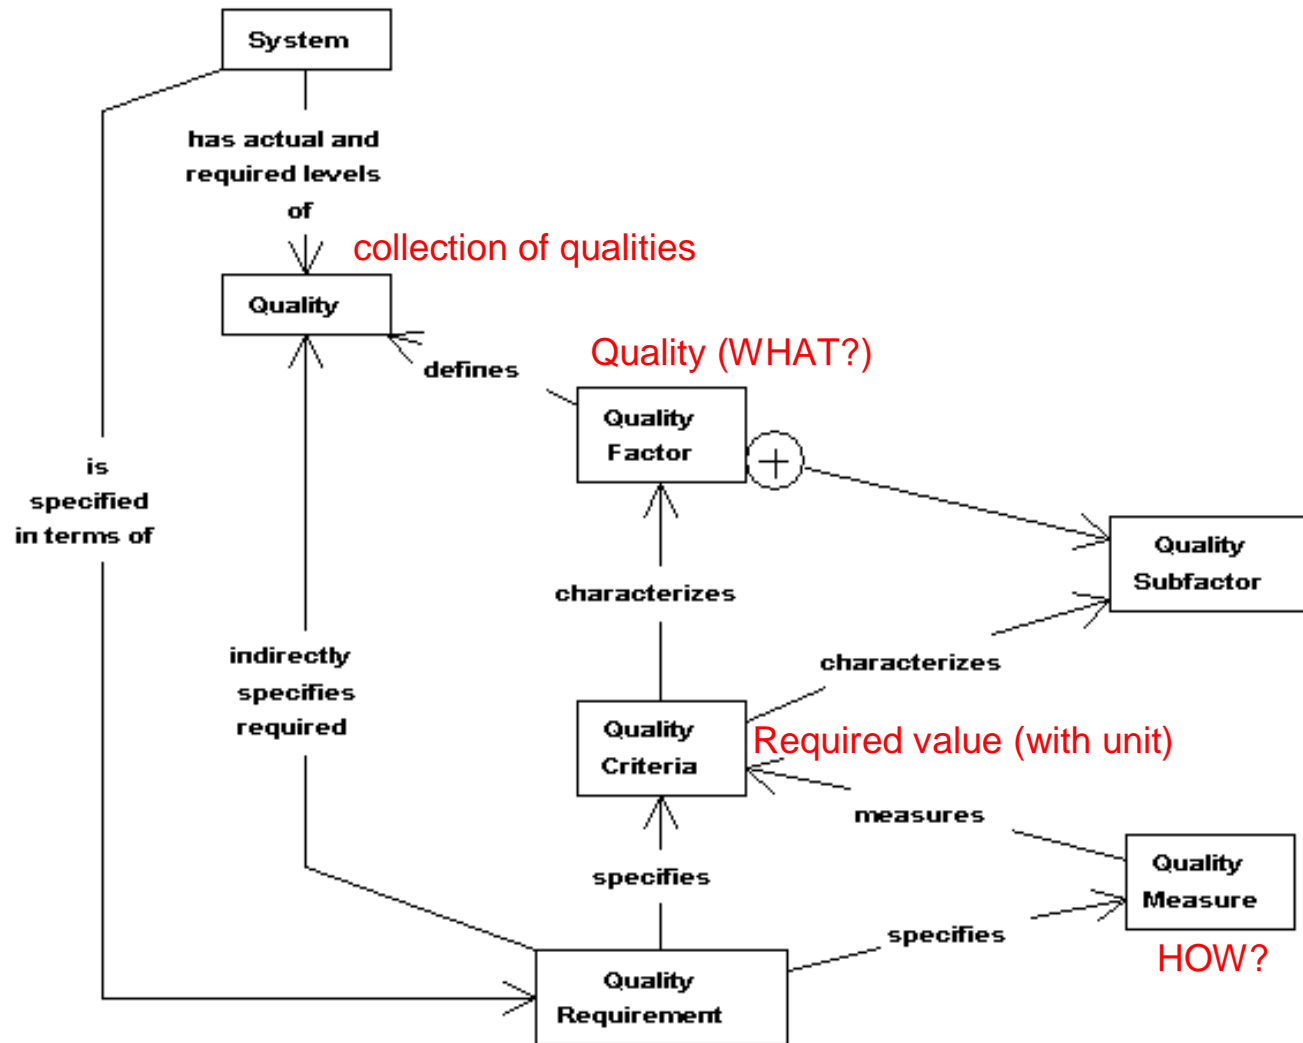 System
has actual and
required levels
of
collection of qualities
Quality
defines
Quality (WHAT?)
Quality
Factor
is
specified
in terms of
Quality
Subfactor
characterizes
characterizes
indirectly
specifies
required
Quality
Criteria
Required value (with unit)
measures
specifies
Quality
Measure
specifies
HOW?
Quality
Requirement